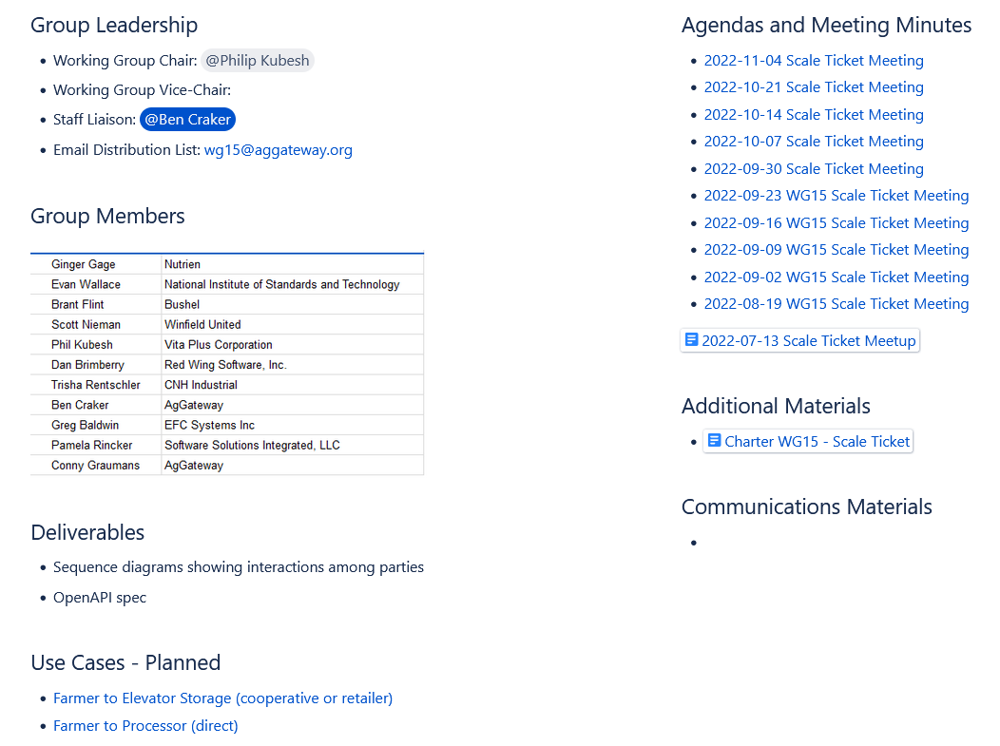 Group Leadership
• Working Group Chair: @Philip Kubesh
• Working Group Vice-Chair:
• Staff Liaison: @Ben Craker
• Email Distribution List: wg15@aggateway.org
Group Members
Ginger Gage Nutrien
Evan Wallace National Institute of Standards and Technology
Brant Flint Bushel
Scott Nieman Winfield United
Phil Kubesh Vita Plus Corporation
Dan Brimberry Red Wing Software, Inc.
Trisha Rentschler CNH Industrial
Ben Craker AgGateway
Greg Baldwin EFC Systems Inc
Pamela Rincker Software Solutions Integrated, LLC
Conny Graumans AgGateway
Deliverables
• Sequence diagrams showing interactions among parties
• OpenAPI spec
Use Cases - Planned
• Farmer to Elevator Storage (cooperative or retailer)
• Farmer to Processor (direct)
Agendas and Meeting Minutes
• 2022-11-04 Scale Ticket Meeting
• 2022-10-21 Scale Ticket Meeting
• 2022-10-14 Scale Ticket Meeting
• 2022-10-07 Scale Ticket Meeting
• 2022-09-30 Scale Ticket Meeting
• 2022-09-23 WG15 Scale Ticket Meeting
• 2022-09-16 WG15 Scale Ticket Meeting
• 2022-09-09 WG15 Scale Ticket Meeting
• 2022-09-02 WG15 Scale Ticket Meeting
• 2022-08-19 WG15 Scale Ticket Meeting
2022-07-13 Scale Ticket Meetup
Additional Materials
• Charter WG15 - Scale Ticket
Communications Materials
•